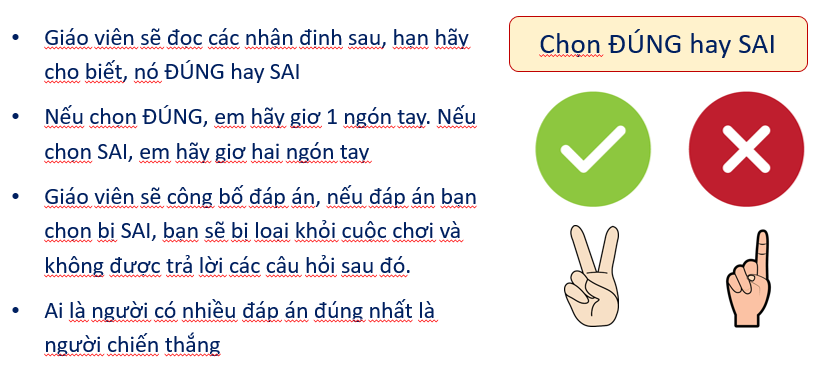 Chọn ĐÚNG hay SAI
• Giáo viên sẽ đọc các nhận đinh sau, hạn hãy
cho biết, nó ĐÚNG hay SAI
• Nếu chọn ĐÚNG, em hãy giơ 1 ngón tay. Nếu
chọn SAI, em hãy giơ hai ngón tay
• Giáo viên sẽ công bố đáp án, nếu đáp án bạn
chọn bị SAI, bạn sẽ bị loại khỏi cuộc chơi và
không được trả lời các câu hỏi sau đó.
• Ai là người có nhiều đáp án đúng nhất là
người chiến thắng